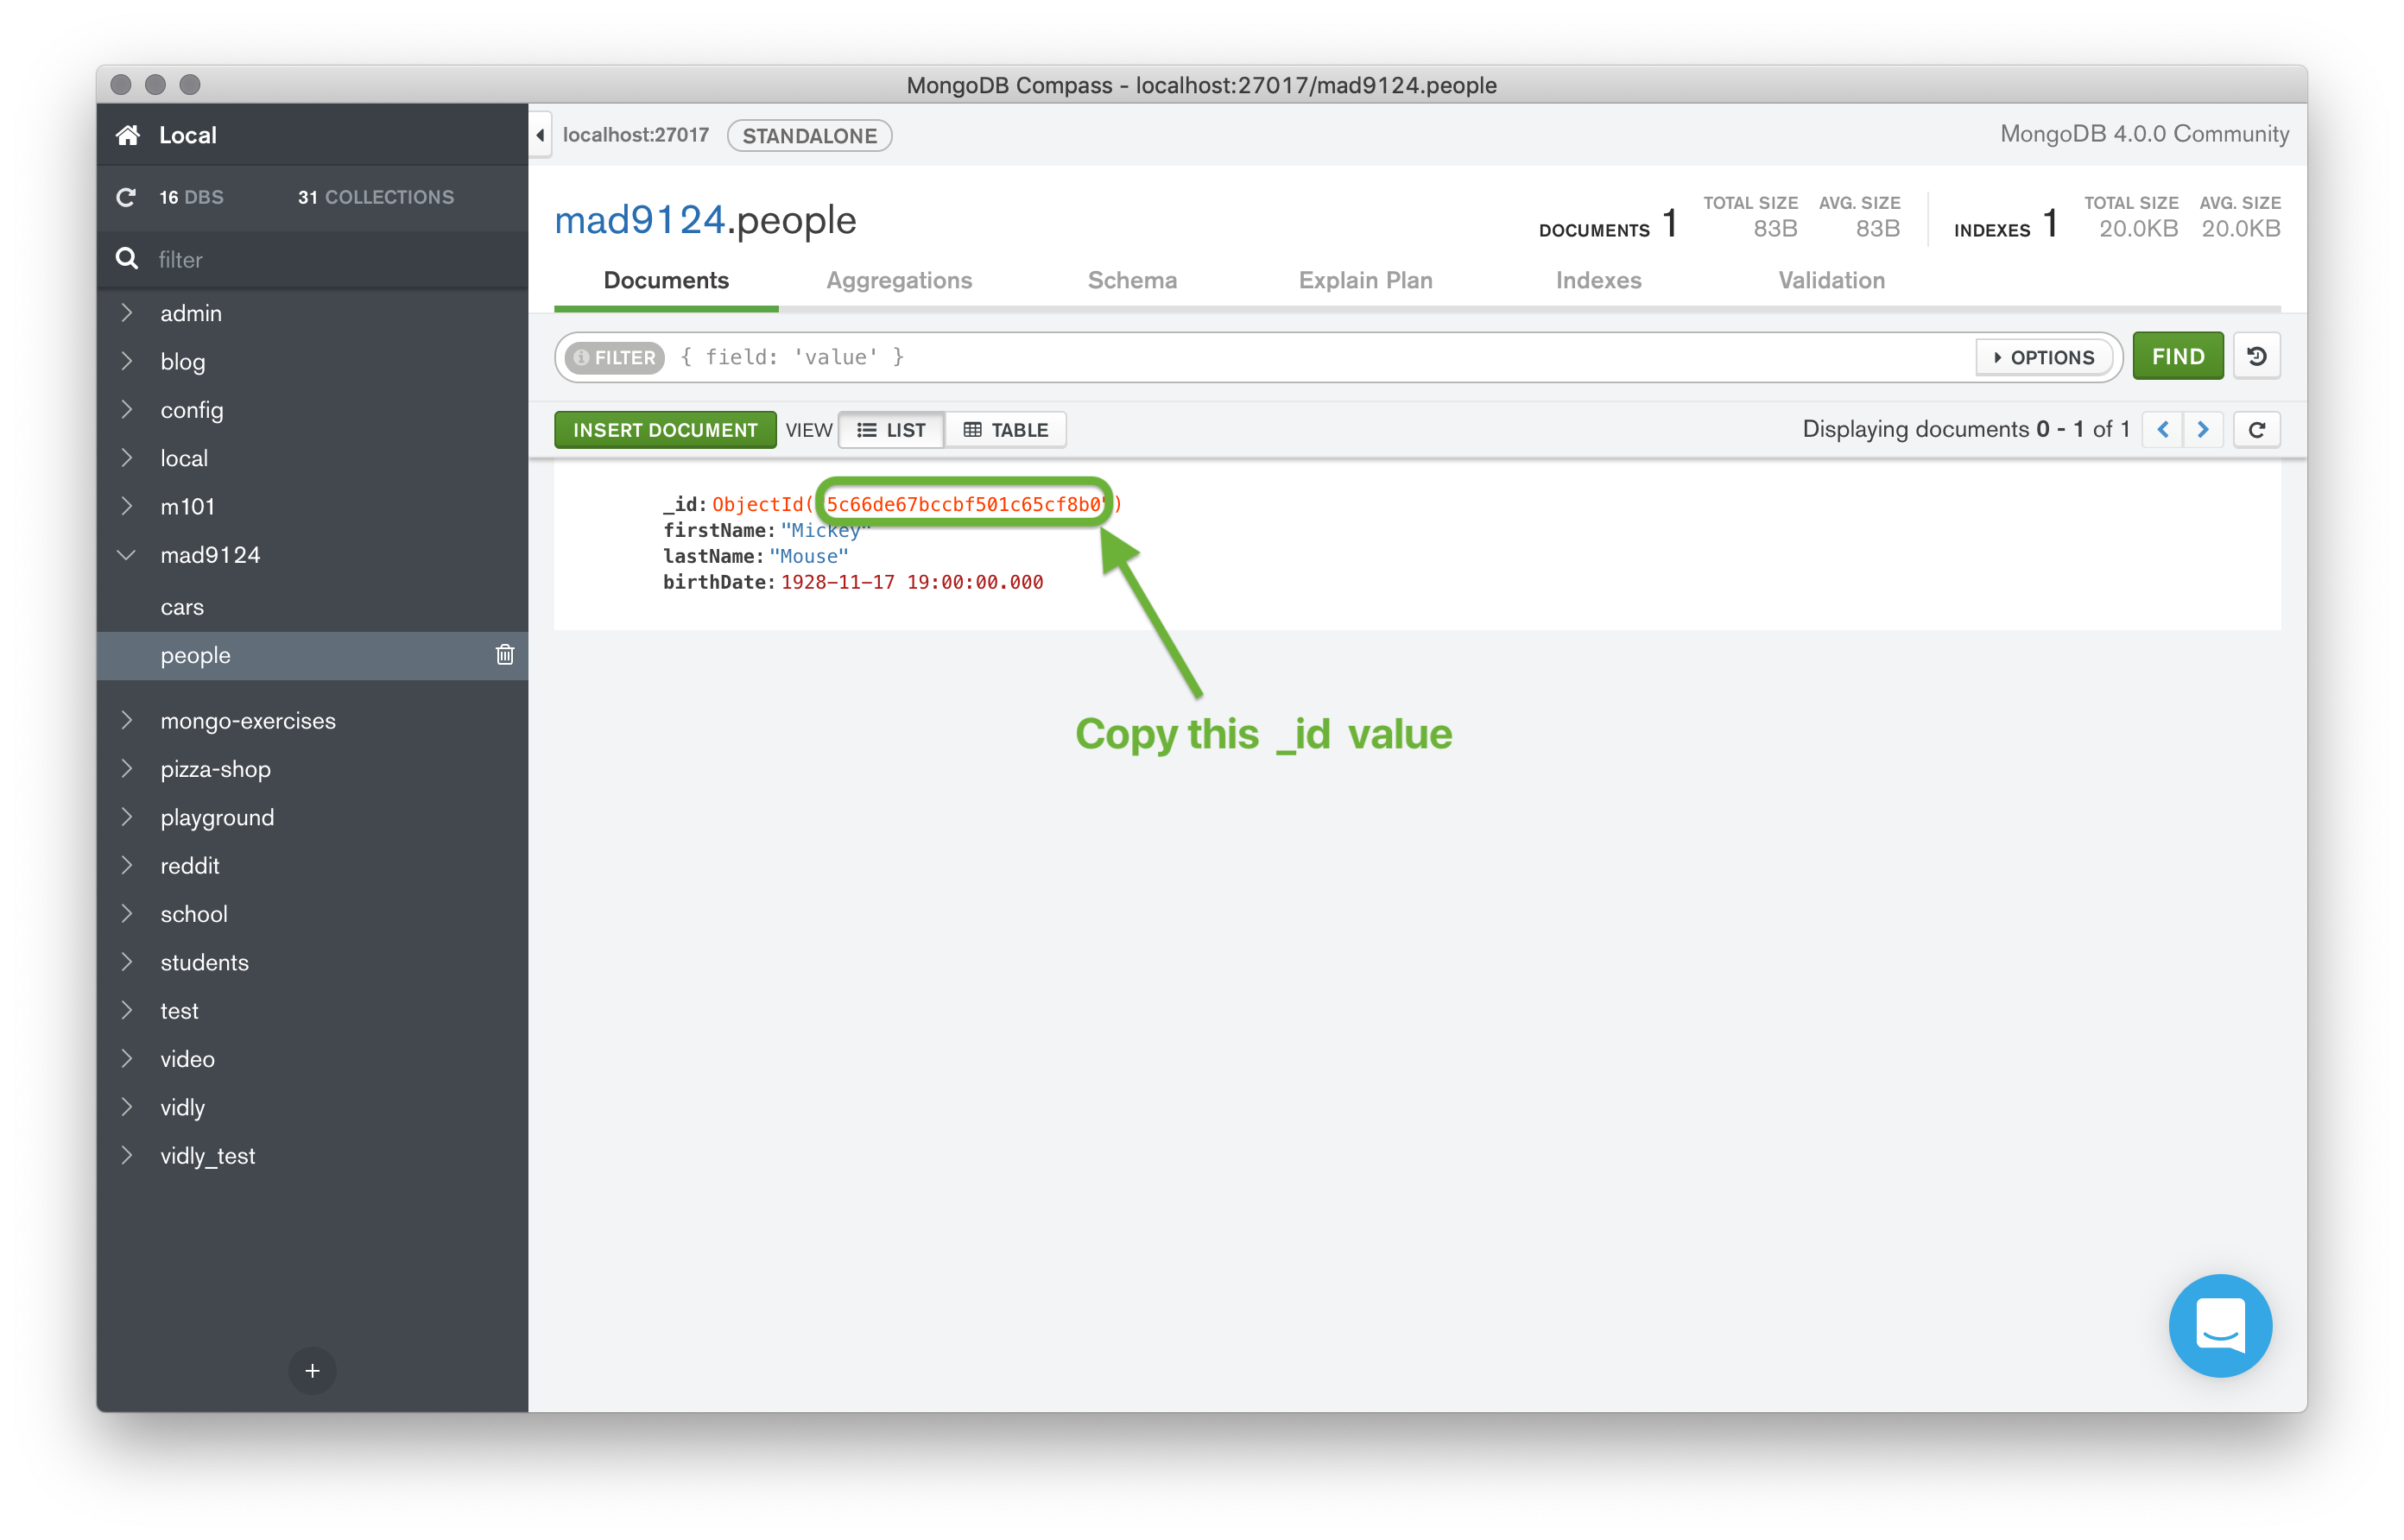 MongoDB Compass - localhost:27017/mad9124.people
Local
16 DBS 31 COLLECTIONS
filter
admin
blog
config
local
m101
mad9124
cars
people
mongo-exercises
pizza-shop
playground
reddit
school
students
test
video
vidly
vidly_test
+
localhost:27017 STANDALONE MongoDB 4.0.0 Community
mad9124.people
DOCUMENTS 1 TOTAL SIZE 83B AVG. SIZE 83B INDEXES 1 TOTAL SIZE 20.0KB AVG. SIZE 20.0KB
Documents Aggregations Schema Explain Plan Indexes Validation
FILTER { field: 'value' } OPTIONS FIND
INSERT DOCUMENT VIEW LIST TABLE Displaying documents 0 - 1 of 1
_id: ObjectId("5c66de67bccbf501c65cf8b0")
firstName: "Mickey"
lastName: "Mouse"
birthDate: 1928-11-17 19:00:00.000
Copy this _id value